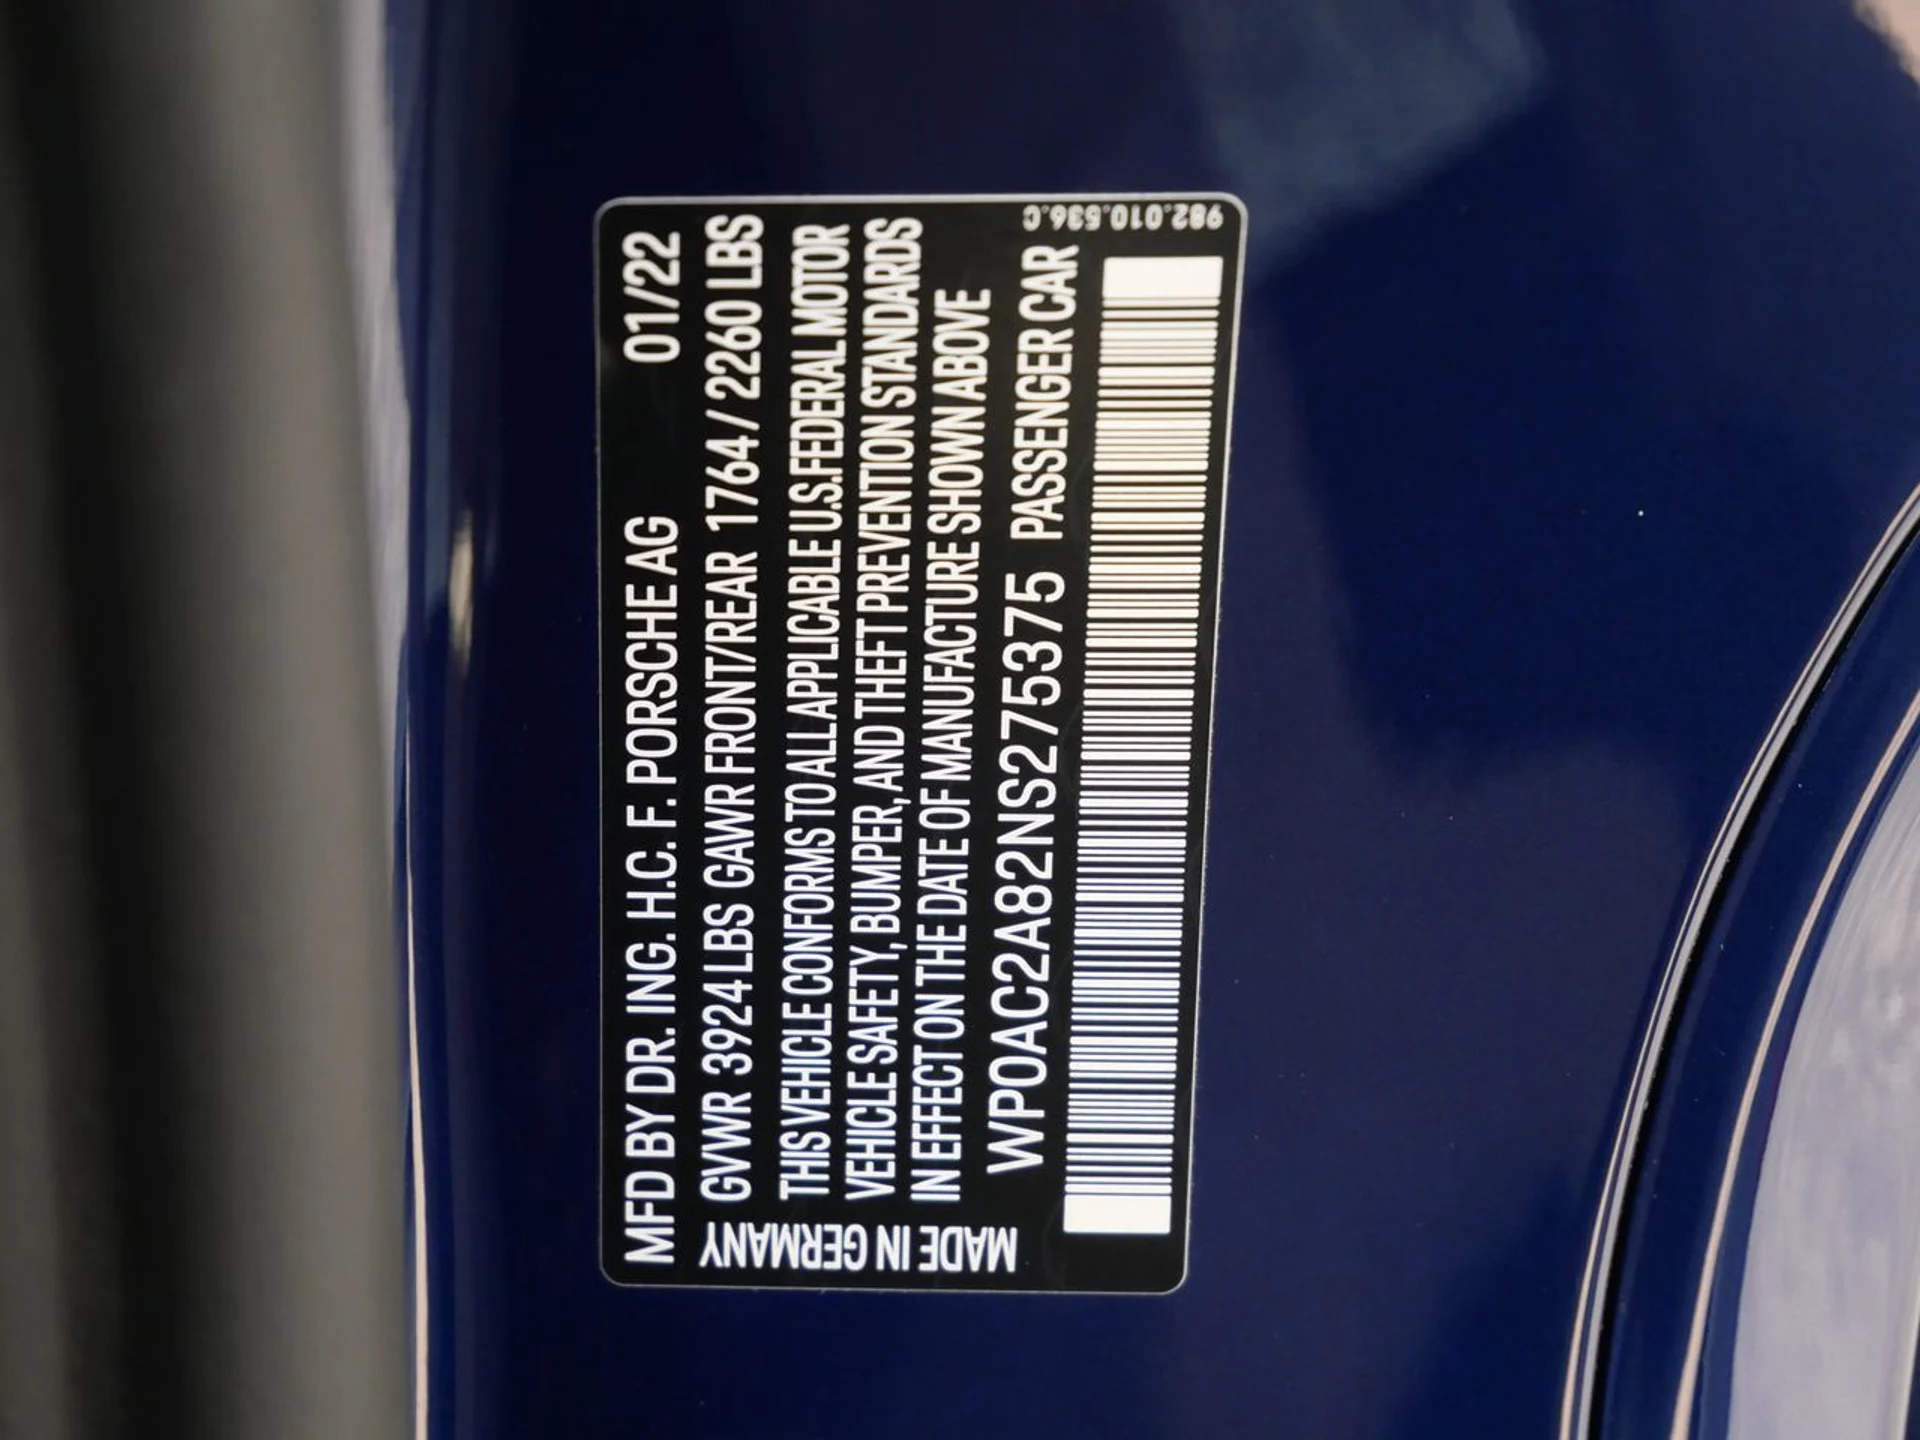 MFD BY DR. ING. H.C. F. PORSCHE AG 01/22
GVWR 3924 LBS GAWR FRONT/REAR 1764 / 2260 LBS
THIS VEHICLE CONFORMS TO ALL APPLICABLE U.S. FEDERAL MOTOR
VEHICLE SAFETY, BUMPER, AND THEFT PREVENTION STANDARDS
IN EFFECT ON THE DATE OF MANUFACTURE SHOWN ABOVE
WP0AC2A82NS275375 PASSENGER CAR
MADE IN GERMANY
982.010.536.C